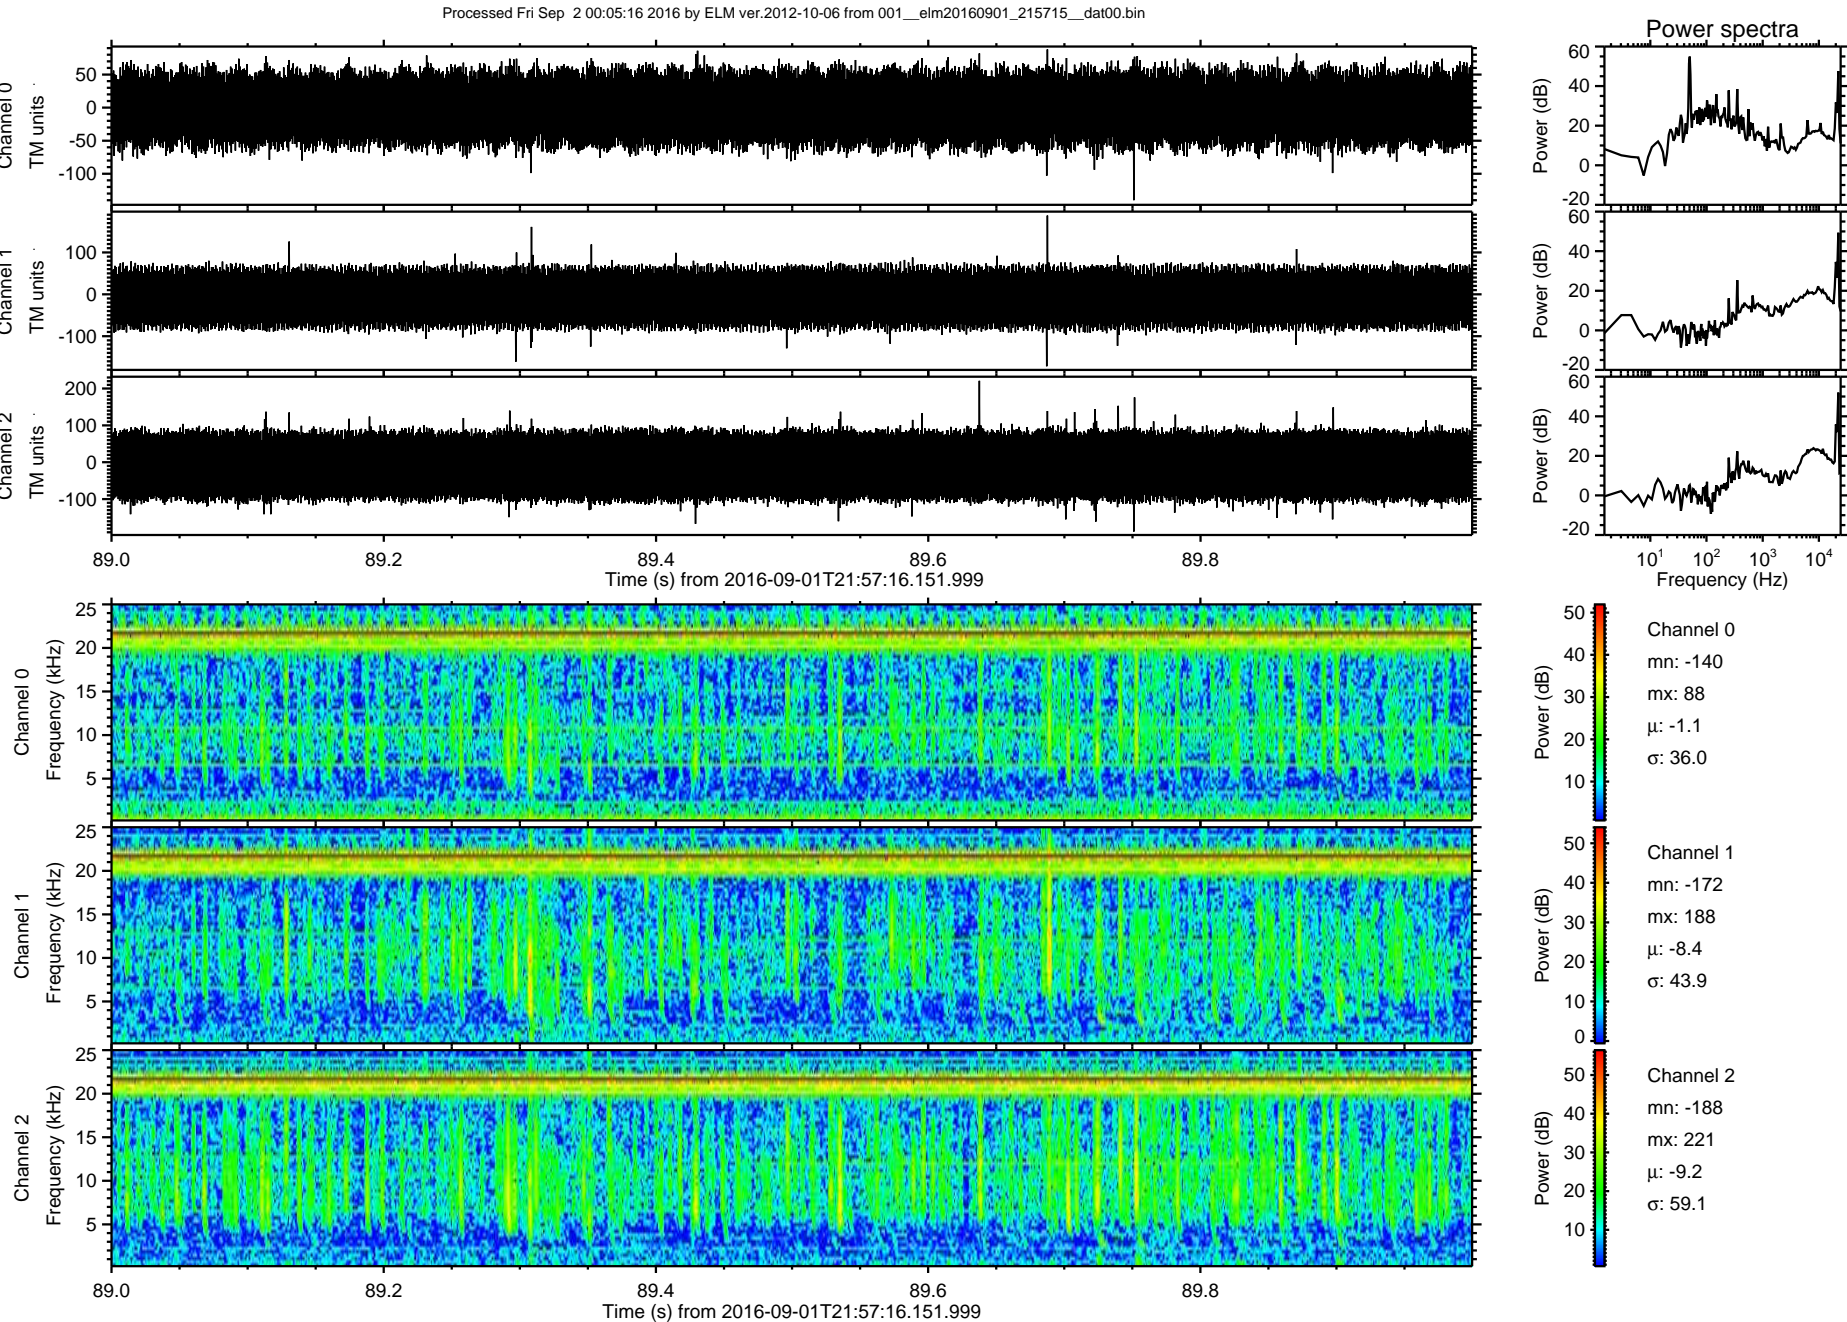 Processed Fri Sep  2 00:05:16 2016 by ELM ver.2012-10-06 from 001__elm20160901_215715__dat00.bin
Power spectra
Channel 0
TM units
50
0
-50
-100
Power (dB)
60
40
20
0
-20
Channel 1
TM units
100
0
-100
Power (dB)
60
40
20
0
-20
Channel 2
TM units
200
100
0
-100
Power (dB)
60
40
20
0
-20
89.0 89.2 89.4 89.6 89.8
Time (s) from 2016-09-01T21:57:16.151.999
10^1 10^2 10^3 10^4
Frequency (Hz)
Channel 0
Frequency (kHz)
25
20
15
10
5
Power (dB)
50
40
30
20
10
Channel 0
mn: -140
mx: 88
μ: -1.1
σ: 36.0
Channel 1
Frequency (kHz)
25
20
15
10
5
Power (dB)
50
40
30
20
10
0
Channel 1
mn: -172
mx: 188
μ: -8.4
σ: 43.9
Channel 2
Frequency (kHz)
25
20
15
10
5
Power (dB)
50
40
30
20
10
Channel 2
mn: -188
mx: 221
μ: -9.2
σ: 59.1
89.0 89.2 89.4 89.6 89.8
Time (s) from 2016-09-01T21:57:16.151.999